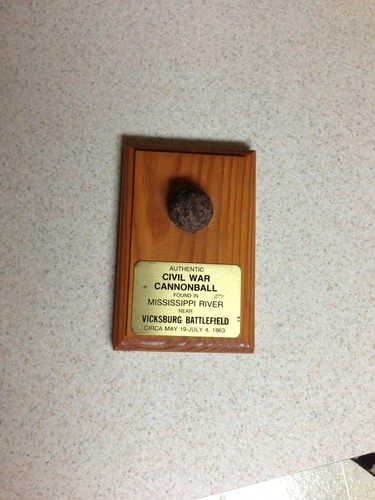 AUTHENTIC
CIVIL WAR
CANNONBALL
FOUND IN
MISSISSIPPI RIVER
NEAR
VICKSBURG BATTLEFIELD
CIRCA MAY 19-JULY 4, 1863